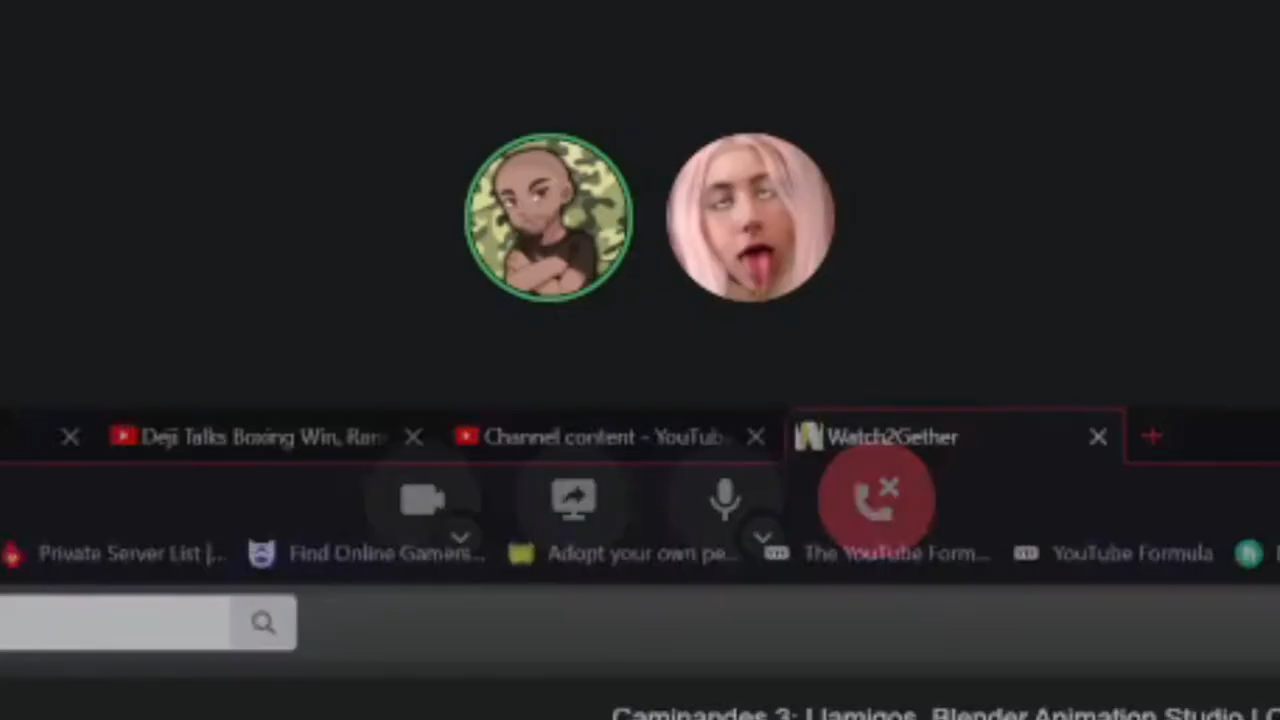 Deji Talks Boxing Win, Ran
Channel content - YouTub
Watch2Gether
Private Server List |...
Find Online Gamers...
Adopt your own pe...
The YouTube Form...
YouTube Formula
Caminandes 3: Llamigos, Blender Animation Studio |